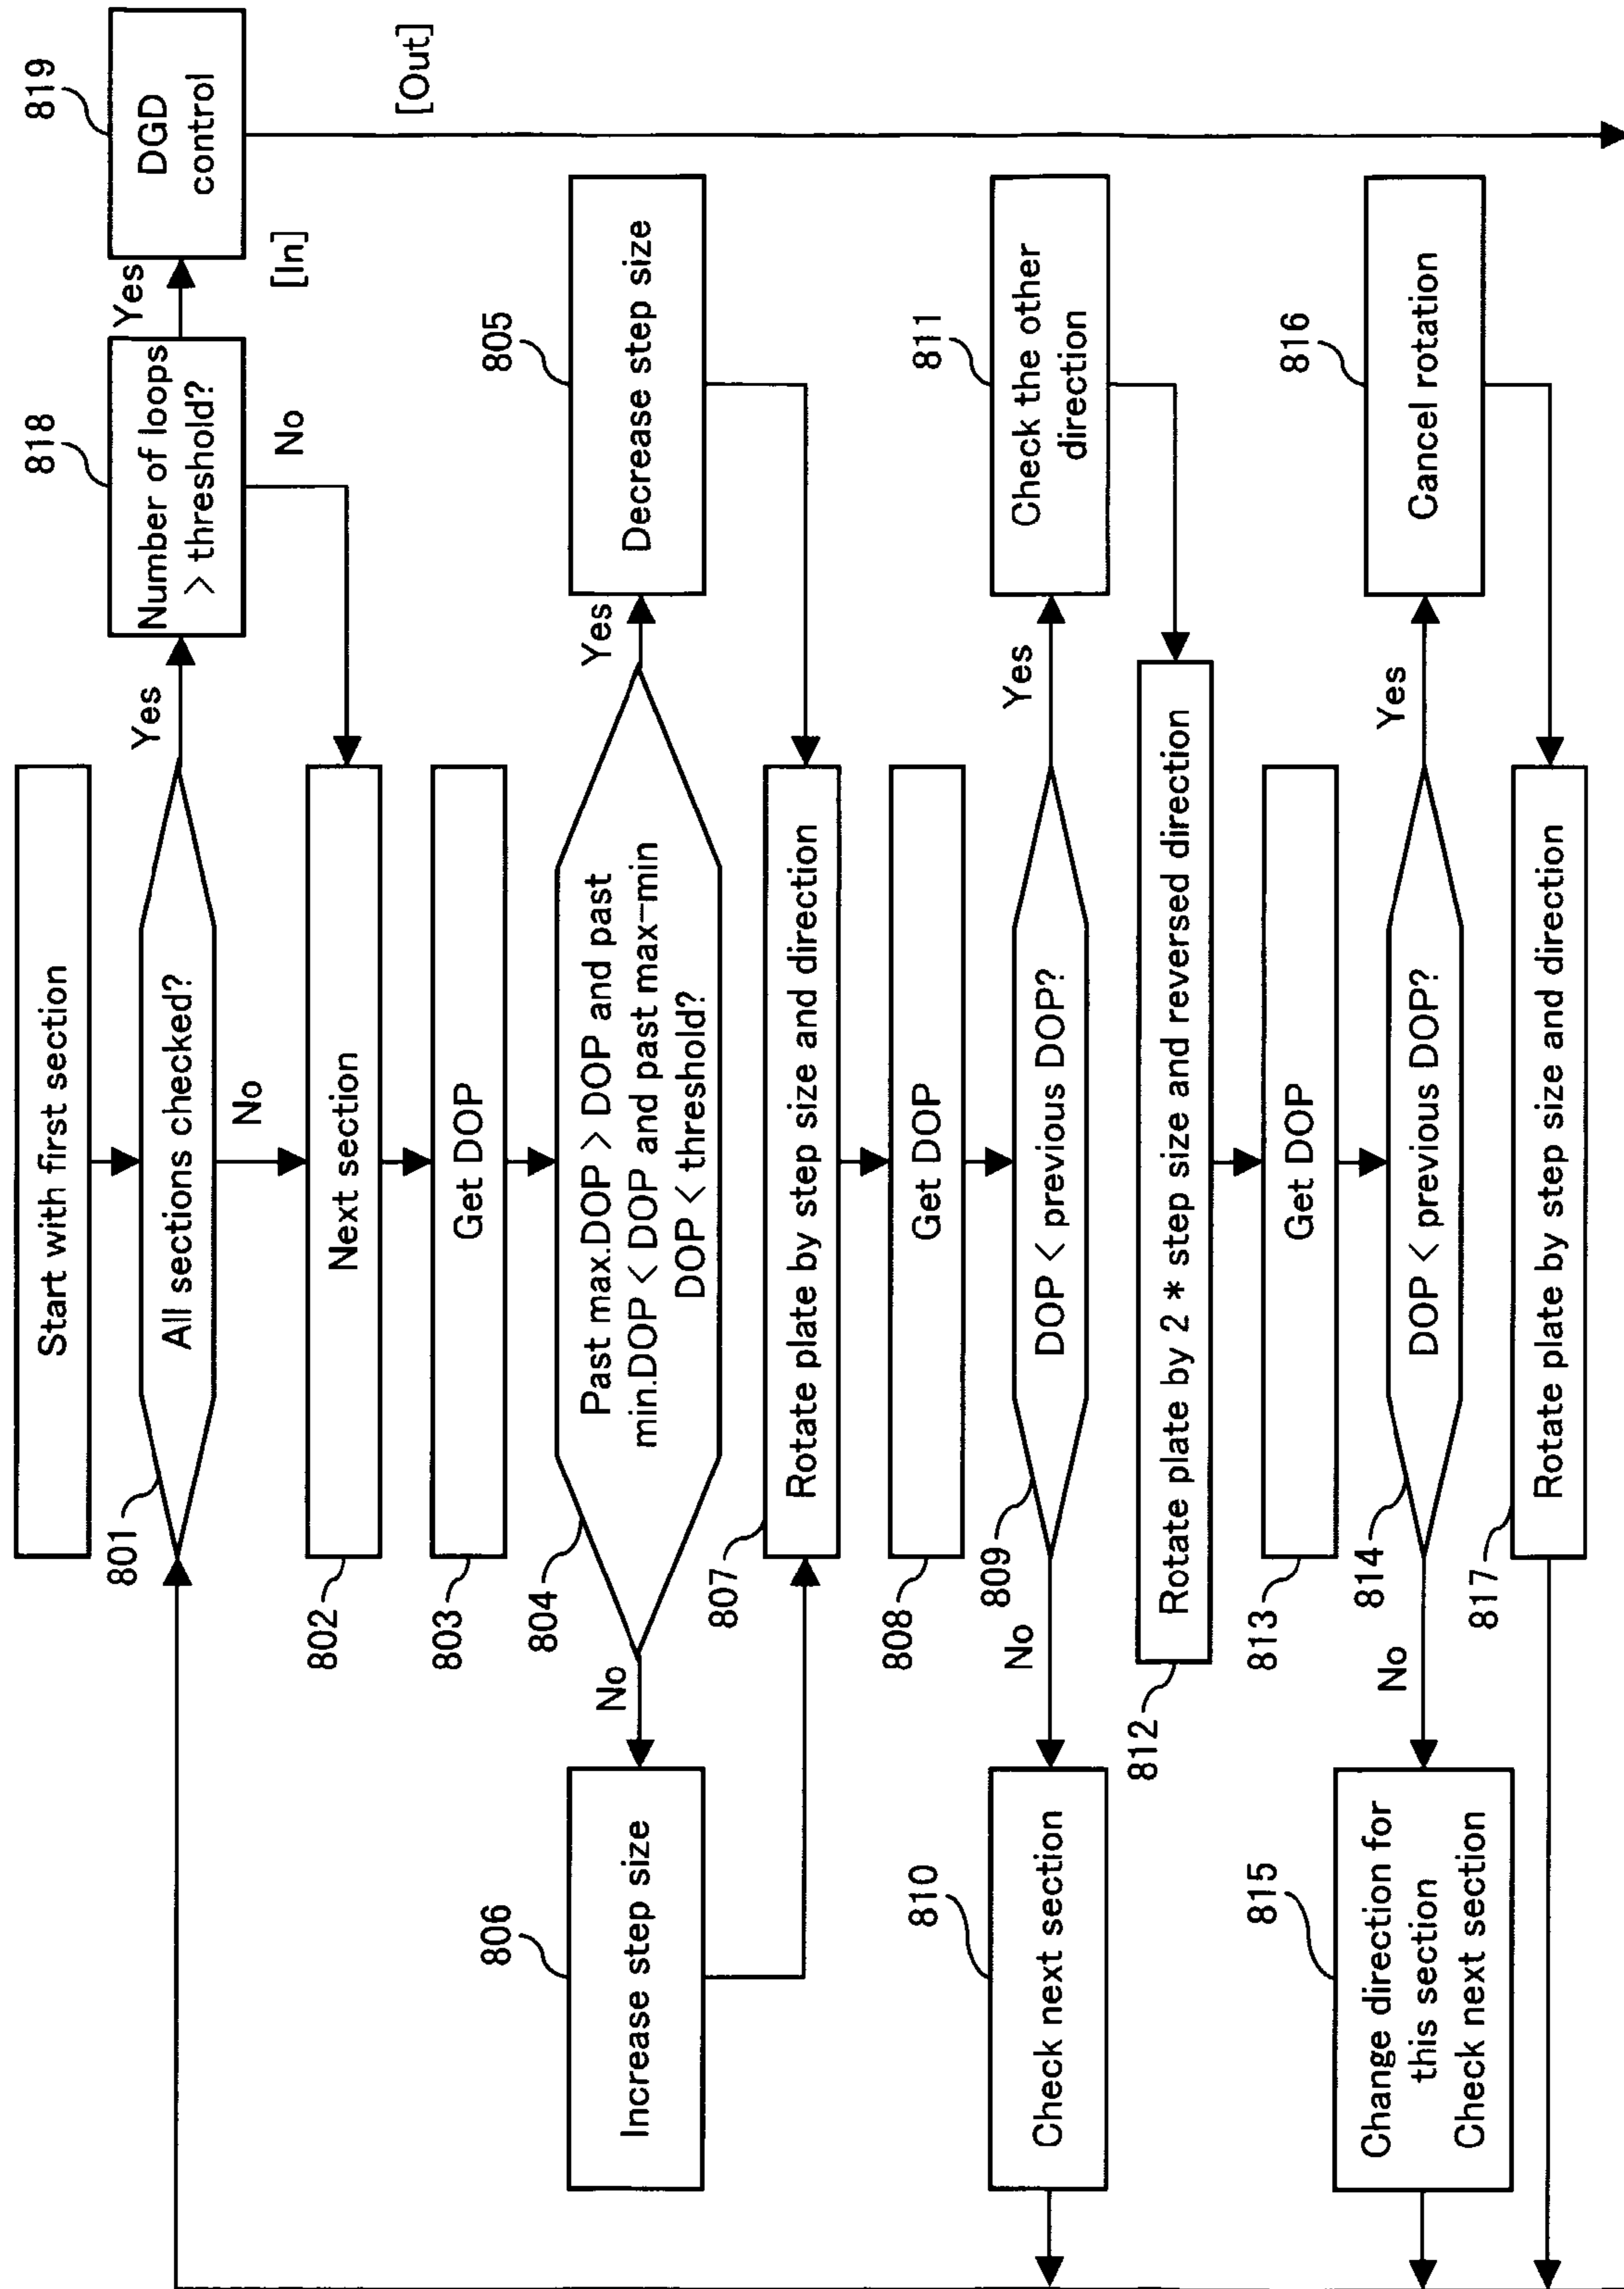 Start with first section
801
All sections checked?
Yes
No
818
Number of loops
> threshold?
Yes
No
819
DGD
control
[In]
[Out]
802
Next section
803
Get DOP
804
Past max.DOP > DOP and past
min.DOP < DOP and past max-min
DOP < threshold?
Yes
No
805
Decrease step size
806
Increase step size
807
Rotate plate by step size and direction
808
Get DOP
809
DOP < previous DOP?
Yes
No
810
Check next section
811
Check the other
direction
812
Rotate plate by 2 * step size and reversed direction
813
Get DOP
814
DOP < previous DOP?
Yes
No
815
Change direction for
this section
Check next section
816
Cancel rotation
817
Rotate plate by step size and direction